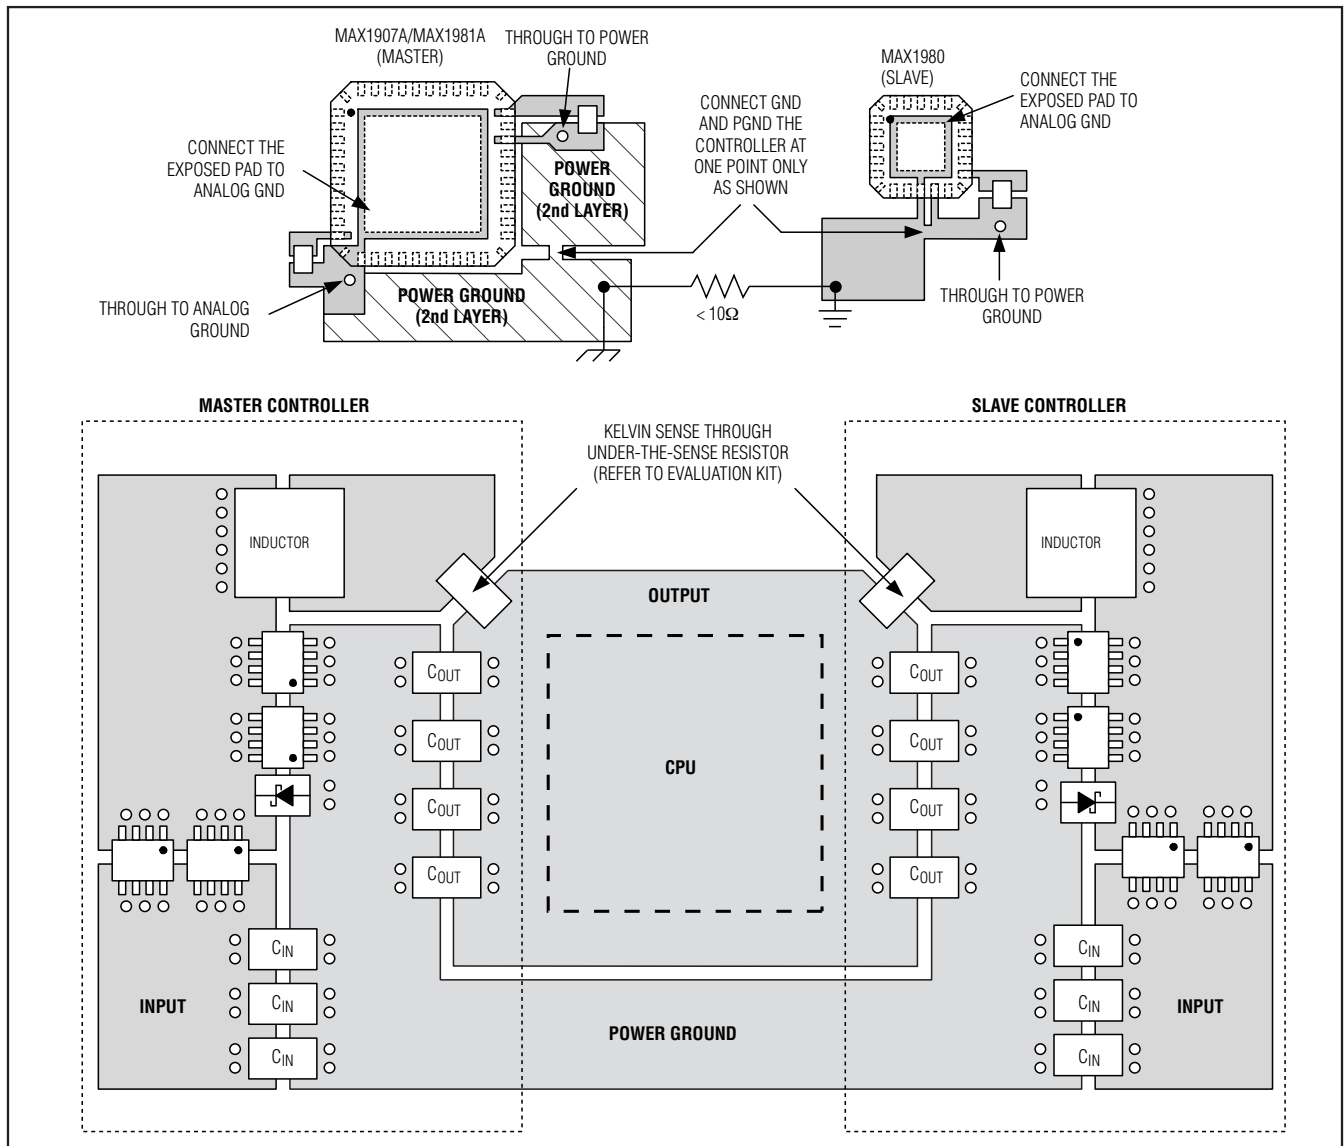 MAX1907A/MAX1981A
(MASTER)
THROUGH TO POWER
GROUND
MAX1980
(SLAVE)
CONNECT THE
EXPOSED PAD TO
ANALOG GND
CONNECT GND
AND PGND THE
CONTROLLER AT
ONE POINT ONLY
AS SHOWN
CONNECT THE
EXPOSED PAD TO
ANALOG GND
POWER
GROUND
(2nd LAYER)
THROUGH TO ANALOG
GROUND
POWER GROUND
(2nd LAYER)
< 10Ω
THROUGH TO POWER
GROUND
MASTER CONTROLLER
SLAVE CONTROLLER
KELVIN SENSE THROUGH
UNDER-THE-SENSE RESISTOR
(REFER TO EVALUATION KIT)
INDUCTOR
INDUCTOR
OUTPUT
COUT
COUT
COUT
COUT
CPU
COUT
COUT
COUT
COUT
CIN
CIN
CIN
INPUT
CIN
CIN
CIN
INPUT
POWER GROUND